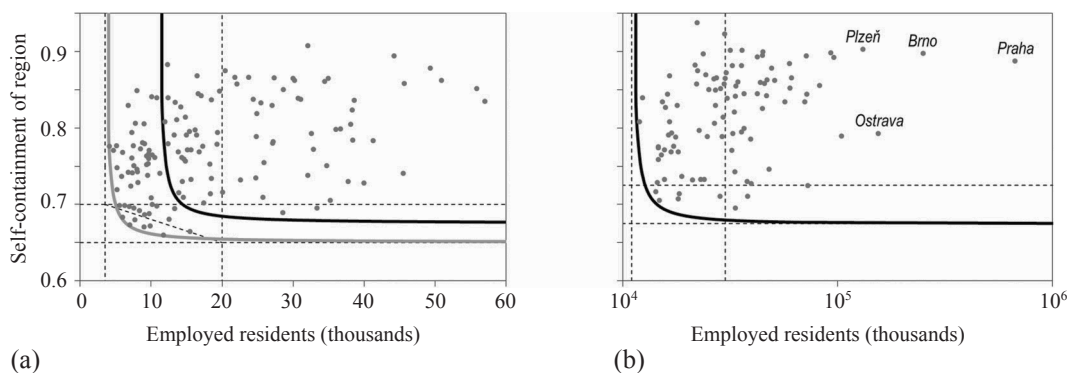 0.9
0.8
0.7
0.6
Self-containment of region
0 10 20 30 40 50 60
Employed residents (thousands)
(a)
Plzeň
Brno
Praha
Ostrava
10⁴ 10⁵ 10⁶
Employed residents (thousands)
(b)